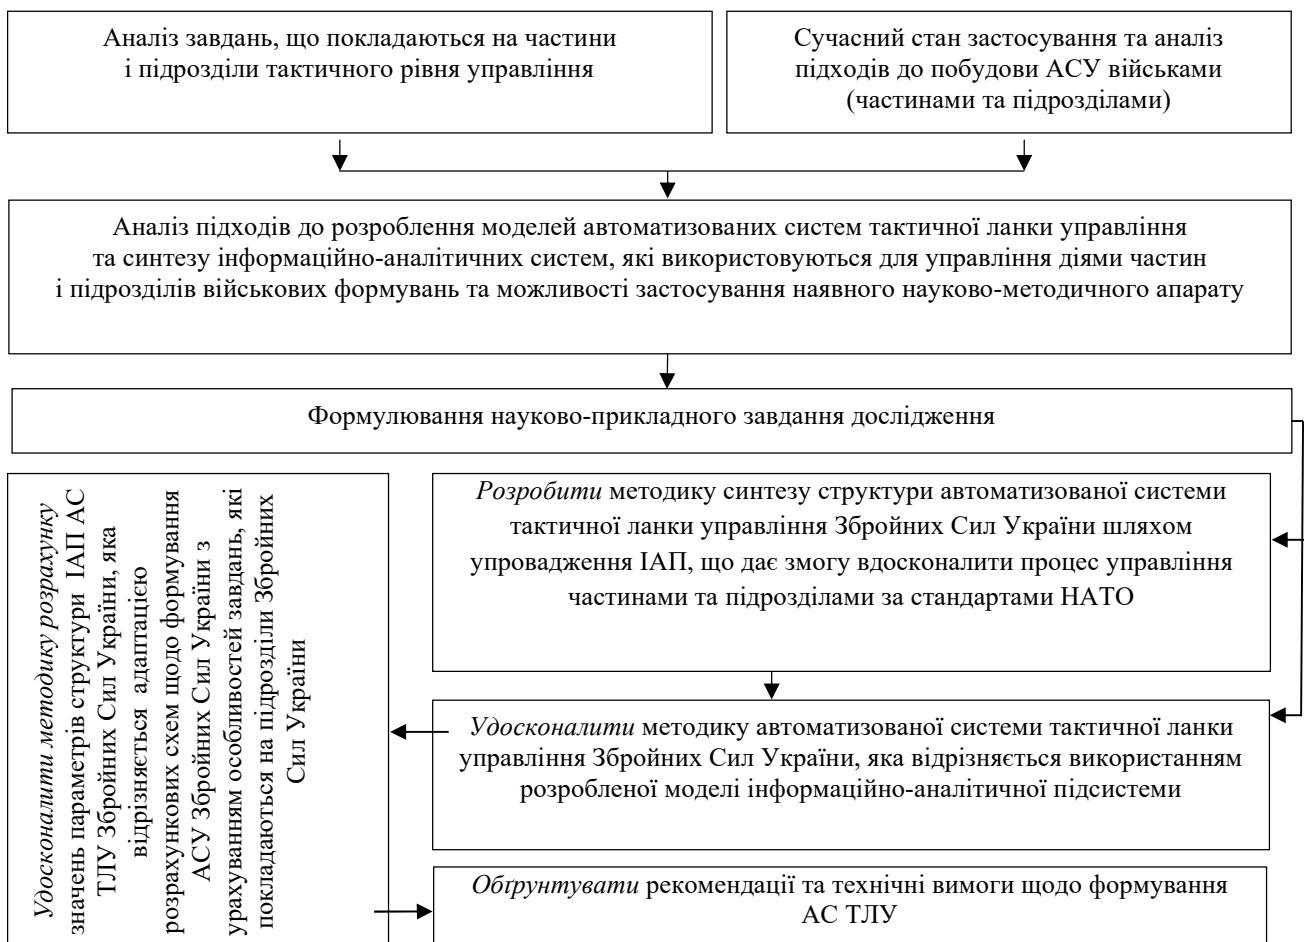 Аналіз завдань, що покладаються на частини
і підрозділи тактичного рівня управління
Сучасний стан застосування та аналіз
підходів до побудови АСУ військами
(частинами та підрозділами)
Аналіз підходів до розроблення моделей автоматизованих систем тактичної ланки управління
та синтезу інформаційно-аналітичних систем, які використовуються для управління діями частин
і підрозділів військових формувань та можливості застосування наявного науково-методичного апарату
Формулювання науково-прикладного завдання дослідження
Розробити методику синтезу структури автоматизованої системи
тактичної ланки управління Збройних Сил України шляхом
упровадження ІАП, що дає змогу вдосконалити процес управління
частинами та підрозділами за стандартами НАТО
Удосконалити методику автоматизованої системи тактичної ланки
управління Збройних Сил України, яка відрізняється використанням
розробленої моделі інформаційно-аналітичної підсистеми
Удосконалити методику розрахунку
значень параметрів структури ІАП АС
ТЛУ Збройних Сил України, яка
відрізняється адаптацією
розрахункових схем щодо формування
АСУ Збройних Сил України з
урахуванням особливостей завдань, які
покладаються на підрозділи Збройних
Сил України
Обґрунтувати рекомендації та технічні вимоги щодо формування
АС ТЛУ